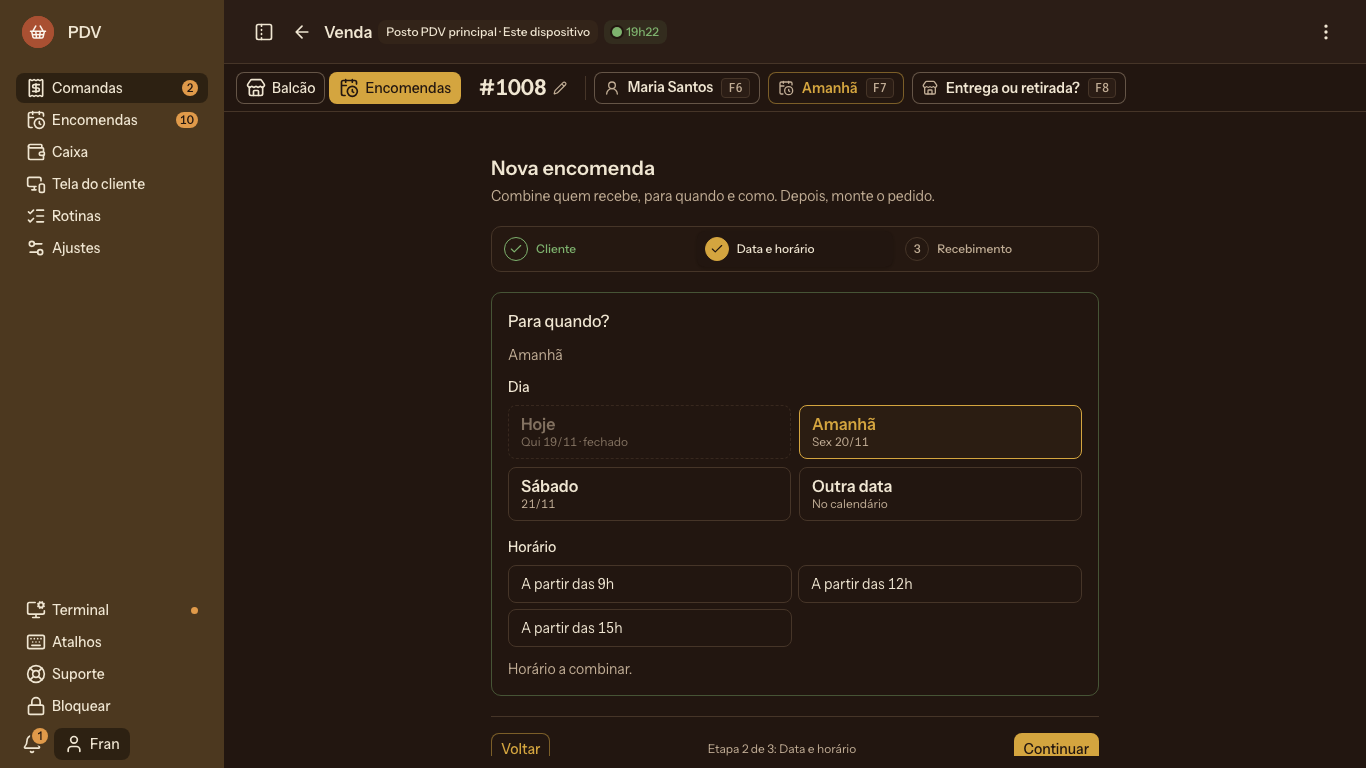 PDV
Venda
Posto PDV principal · Este dispositivo
19h22
Comandas
2
Encomendas
10
Caixa
Tela do cliente
Rotinas
Ajustes
Balcão
Encomendas
#1008
Maria Santos F6
Amanhã F7
Entrega ou retirada? F8
Nova encomenda
Combine quem recebe, para quando e como. Depois, monte o pedido.
Cliente
Data e horário
3 Recebimento
Para quando?
Amanhã
Dia
Hoje
Qui 19/11 · fechado
Amanhã
Sex 20/11
Sábado
21/11
Outra data
No calendário
Horário
A partir das 9h
A partir das 12h
A partir das 15h
Horário a combinar.
Voltar
Etapa 2 de 3: Data e horário
Continuar
Terminal
Atalhos
Suporte
Bloquear
1
Fran